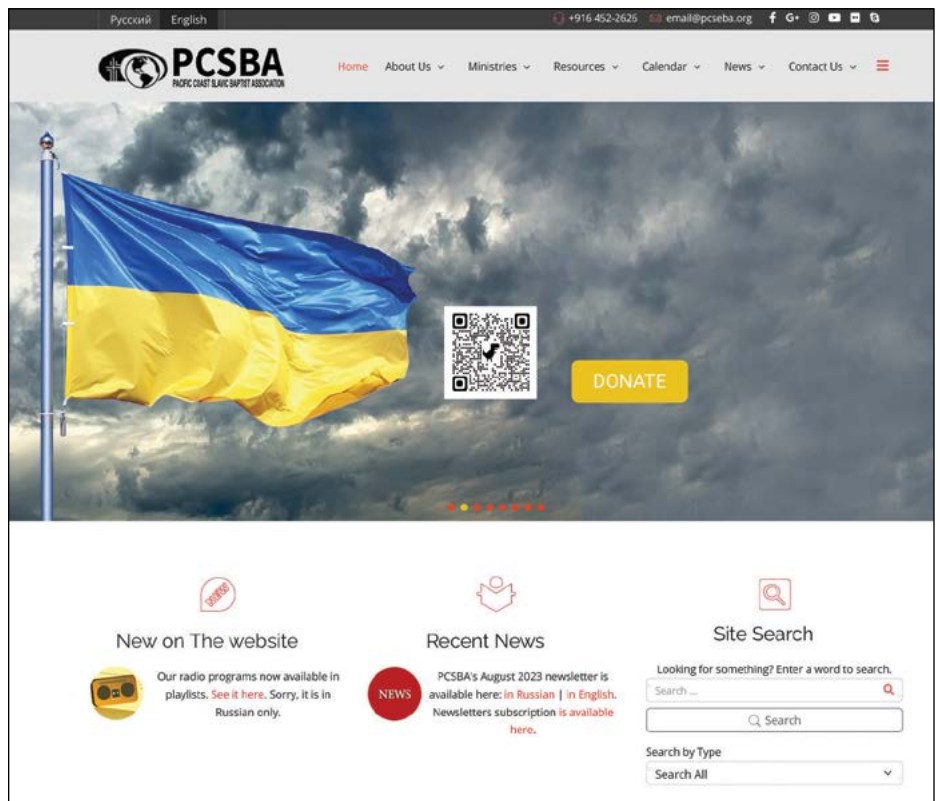 Русский English +916 452-2626 email@pcseba.org
PCSBA
PACIFIC COAST SLAVIC BAPTIST ASSOCIATION
Home About Us Ministries Resources Calendar News Contact Us
DONATE
New on The website
Our radio programs now available in
playlists. See it here. Sorry, it is in
Russian only.
Recent News
NEWS
PCSBA's August 2023 newsletter is
available here: in Russian | in English.
Newsletters subscription is available
here.
Site Search
Looking for something? Enter a word to search.
Search ...
Search
Search by Type
Search All